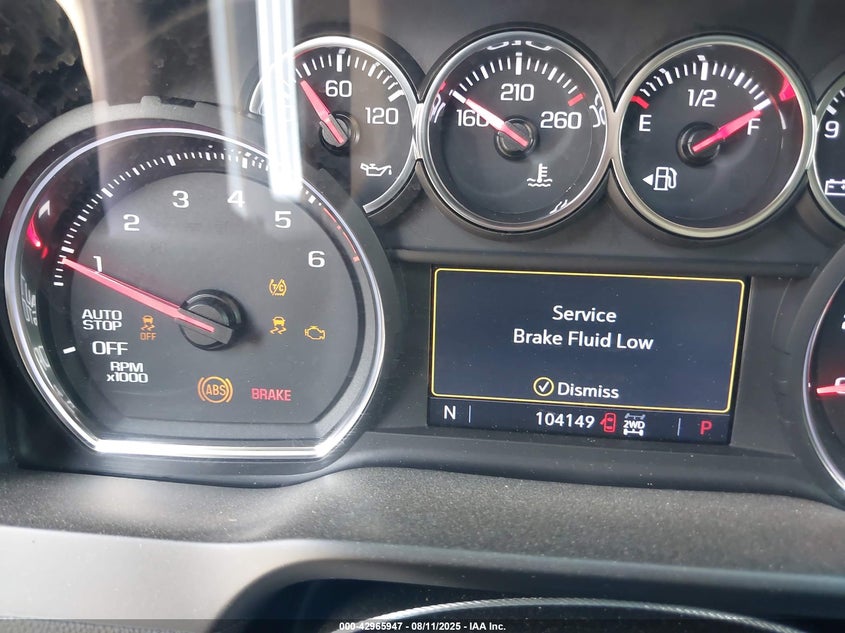 60
120
160
210
260
E
1/2
F
9
1
2
3
4
5
6
T/C
AUTO
STOP
OFF
OFF
RPM
x1000
ABS
BRAKE
Service
Brake Fluid Low
Dismiss
N
104149
2WD
P
000-42965947 - 08/11/2025 - IAA Inc.